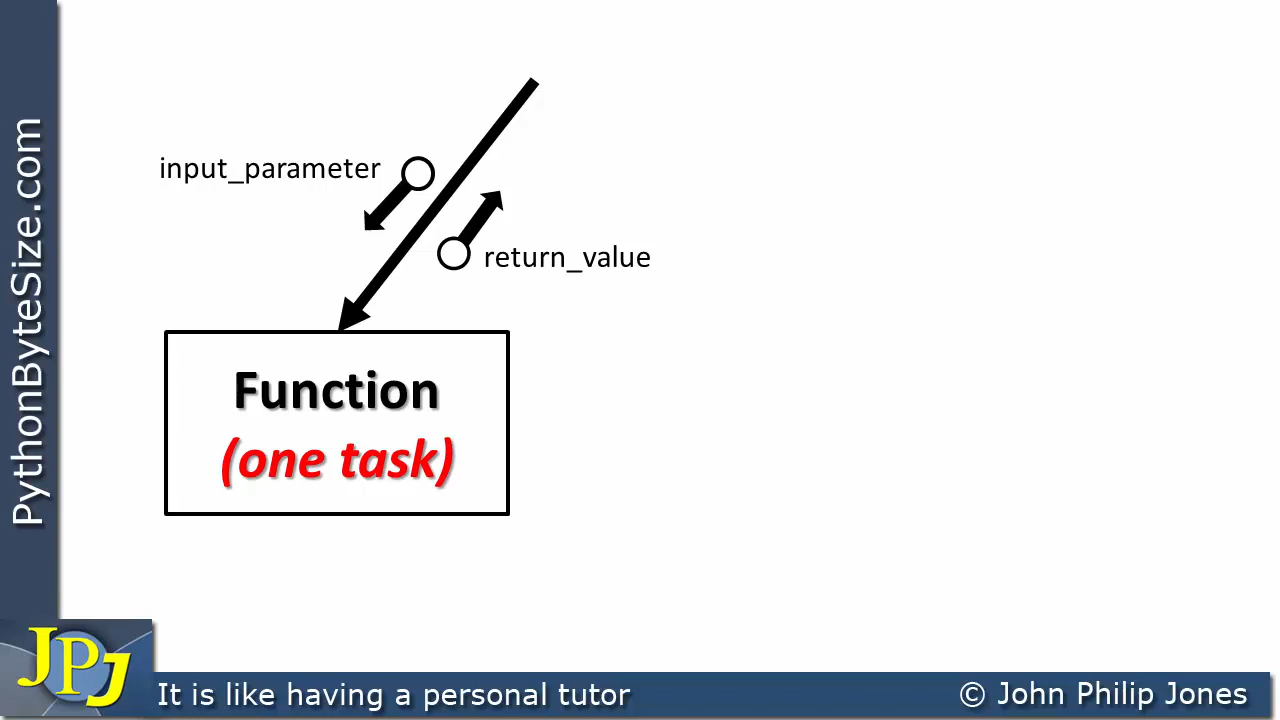 PythonByteSize.com
input_parameter
return_value
Function
(one task)
JPJ
It is like having a personal tutor
© John Philip Jones